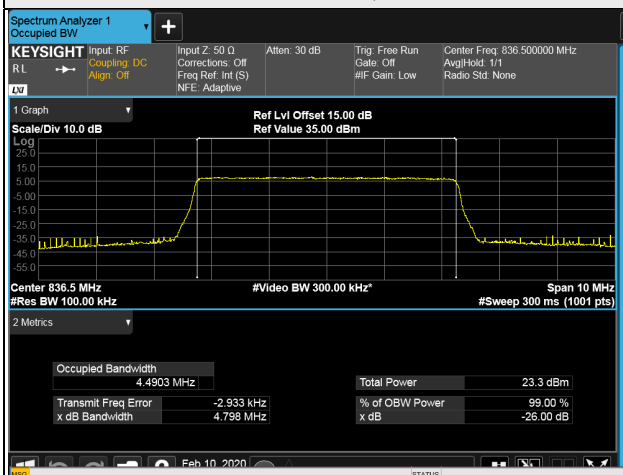 Spectrum Analyzer 1
Occupied BW
KEYSIGHT
RL
LXI
Input: RF
Coupling: DC
Align: Off
Input Z: 50 Ω
Corrections: Off
Freq Ref: Int (S)
NFE: Adaptive
Atten: 30 dB
Trig: Free Run
Gate: Off
#IF Gain: Low
Center Freq: 836.500000 MHz
Avg|Hold: 1/1
Radio Std: None
1 Graph
Scale/Div 10.0 dB
Ref Lvl Offset 15.00 dB
Ref Value 35.00 dBm
Log
25.0
15.0
5.00
-5.00
-15.0
-25.0
-35.0
-45.0
-55.0
Center 836.5 MHz
#Video BW 300.00 kHz*
Span 10 MHz
#Res BW 100.00 kHz
#Sweep 300 ms (1001 pts)
2 Metrics
Occupied Bandwidth
4.4903 MHz
Total Power 23.3 dBm
Transmit Freq Error -2.933 kHz
% of OBW Power 99.00 %
x dB Bandwidth 4.798 MHz
x dB -26.00 dB
Feb 10, 2020
MSG
STATUS